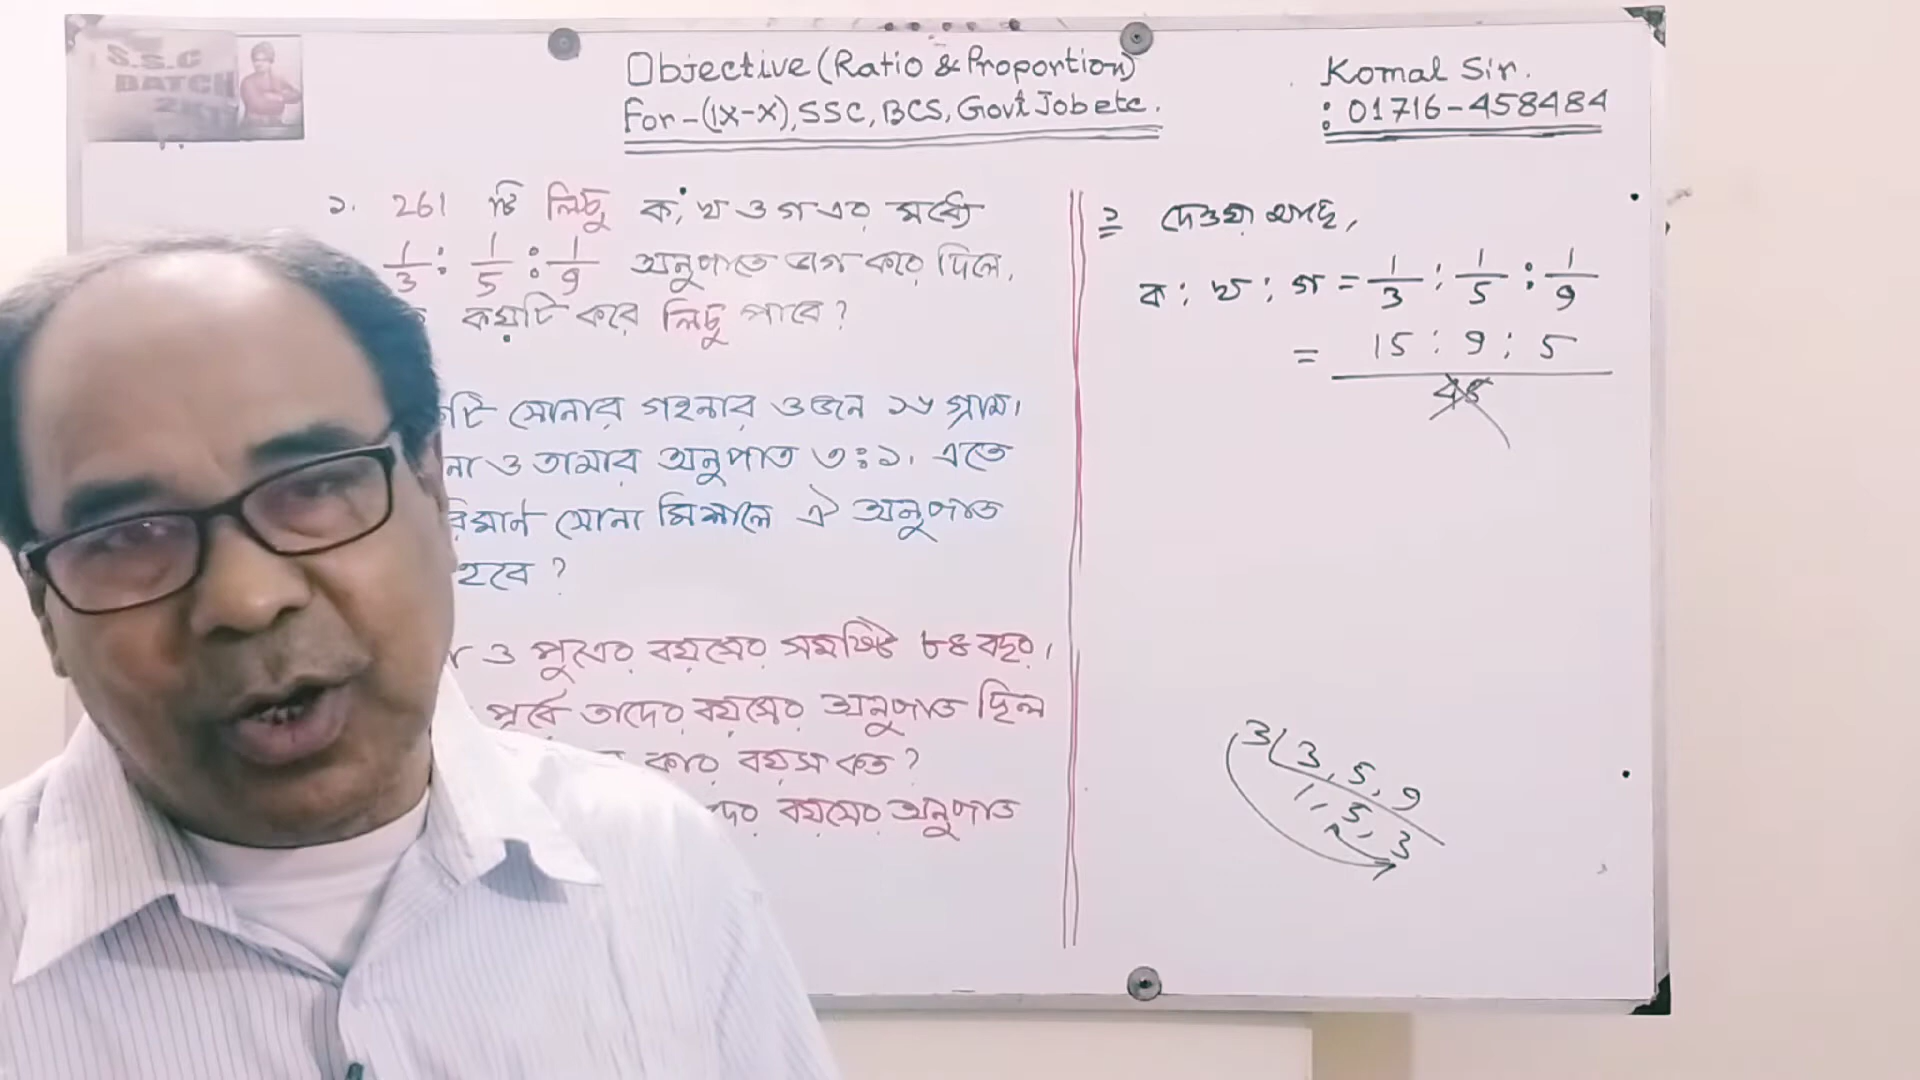 S.S.C
BATCH
Objective (Ratio & Proportion)
For-(IX-X), SSC, BCS, Govt Job etc.
Komal Sir.
: 01716-458484
১. 261 টি লিচু ক, খ ও গ এর মধ্যে
1/3 : 1/5 : 1/9 অনুপাতে ভাগ করে দিলে,
কয়টি করে লিচু পাবে?
টি সোনার গহনার ওজন ১৬ গ্রাম।
ও তামার অনুপাত ৩:১। এতে
সোনা মিশালে ঐ অনুপাত
হবে?
ও পুত্রের বয়সের সমষ্টি ৮৪ বছর।
পূর্বে তাদের বয়সের অনুপাত ছিল
কার বয়স কত?
বয়সের অনুপাত
১ দেওয়া আছে,
ক : খ : গ = 1/3 : 1/5 : 1/9
= 15 : 9 : 5
45
3 3, 5, 9
1, 5, 3